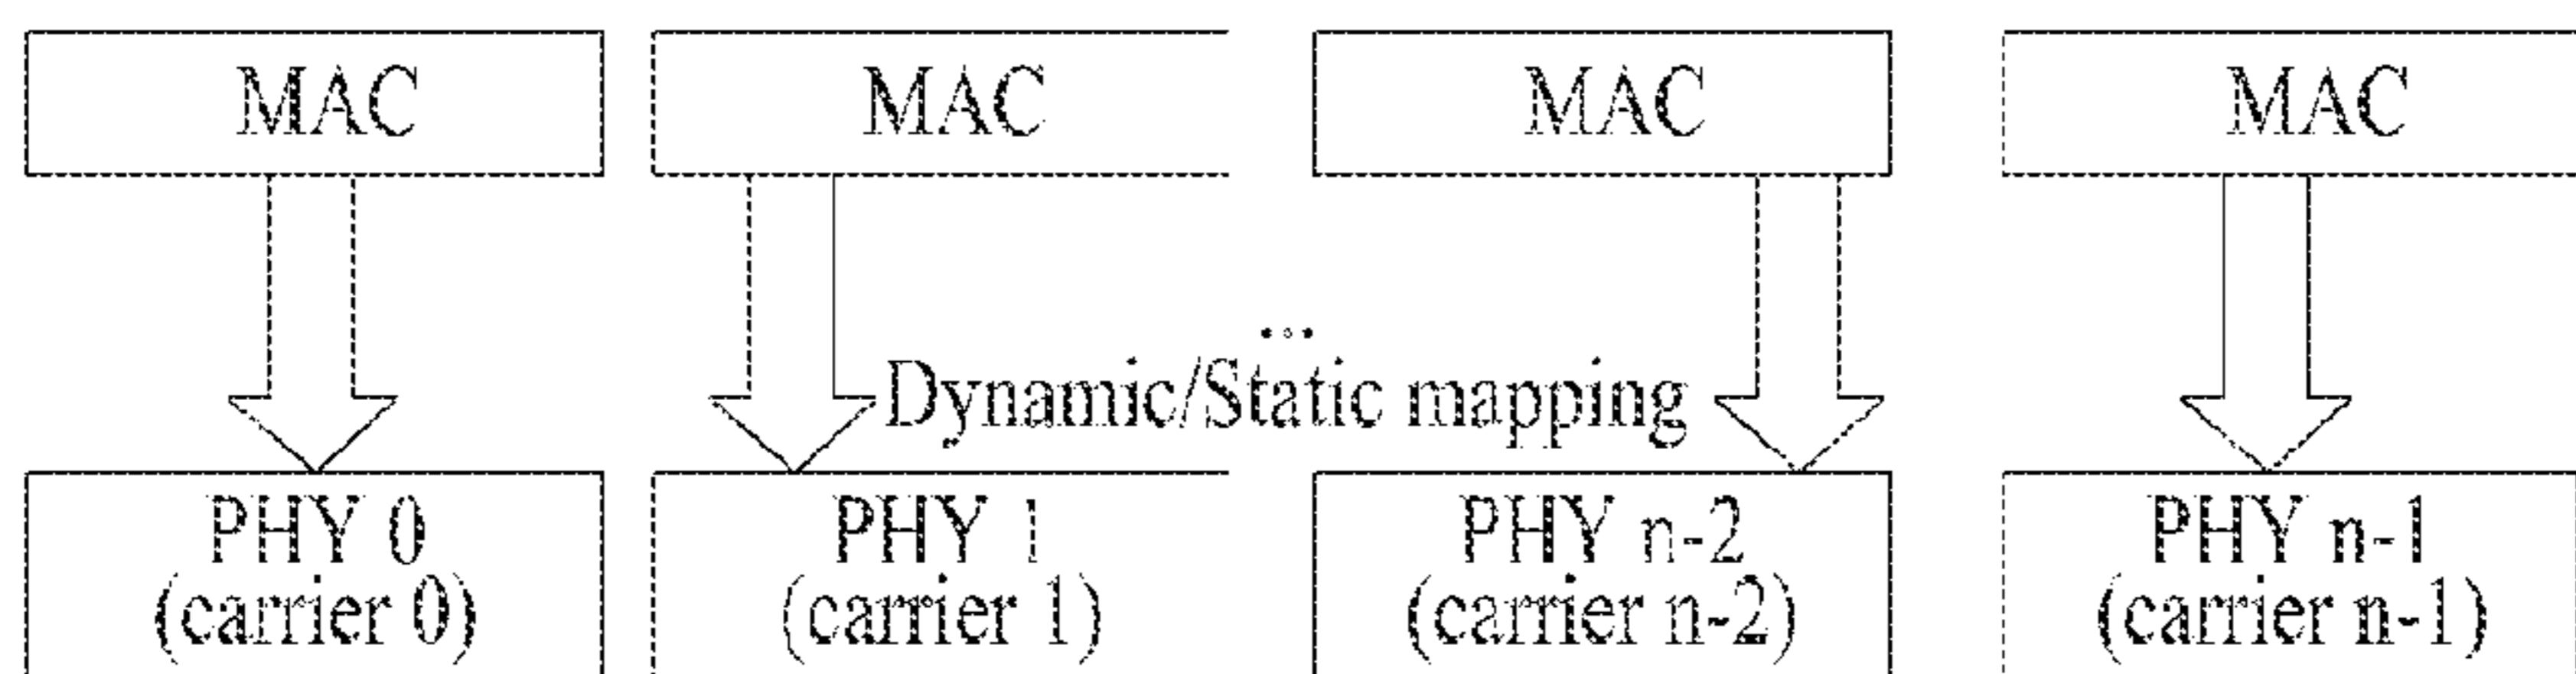 MAC MAC MAC MAC
...
Dynamic/Static mapping
PHY 0 PHY 1 PHY n-2 PHY n-1
(carrier 0) (carrier 1) (carrier n-2) (carrier n-1)